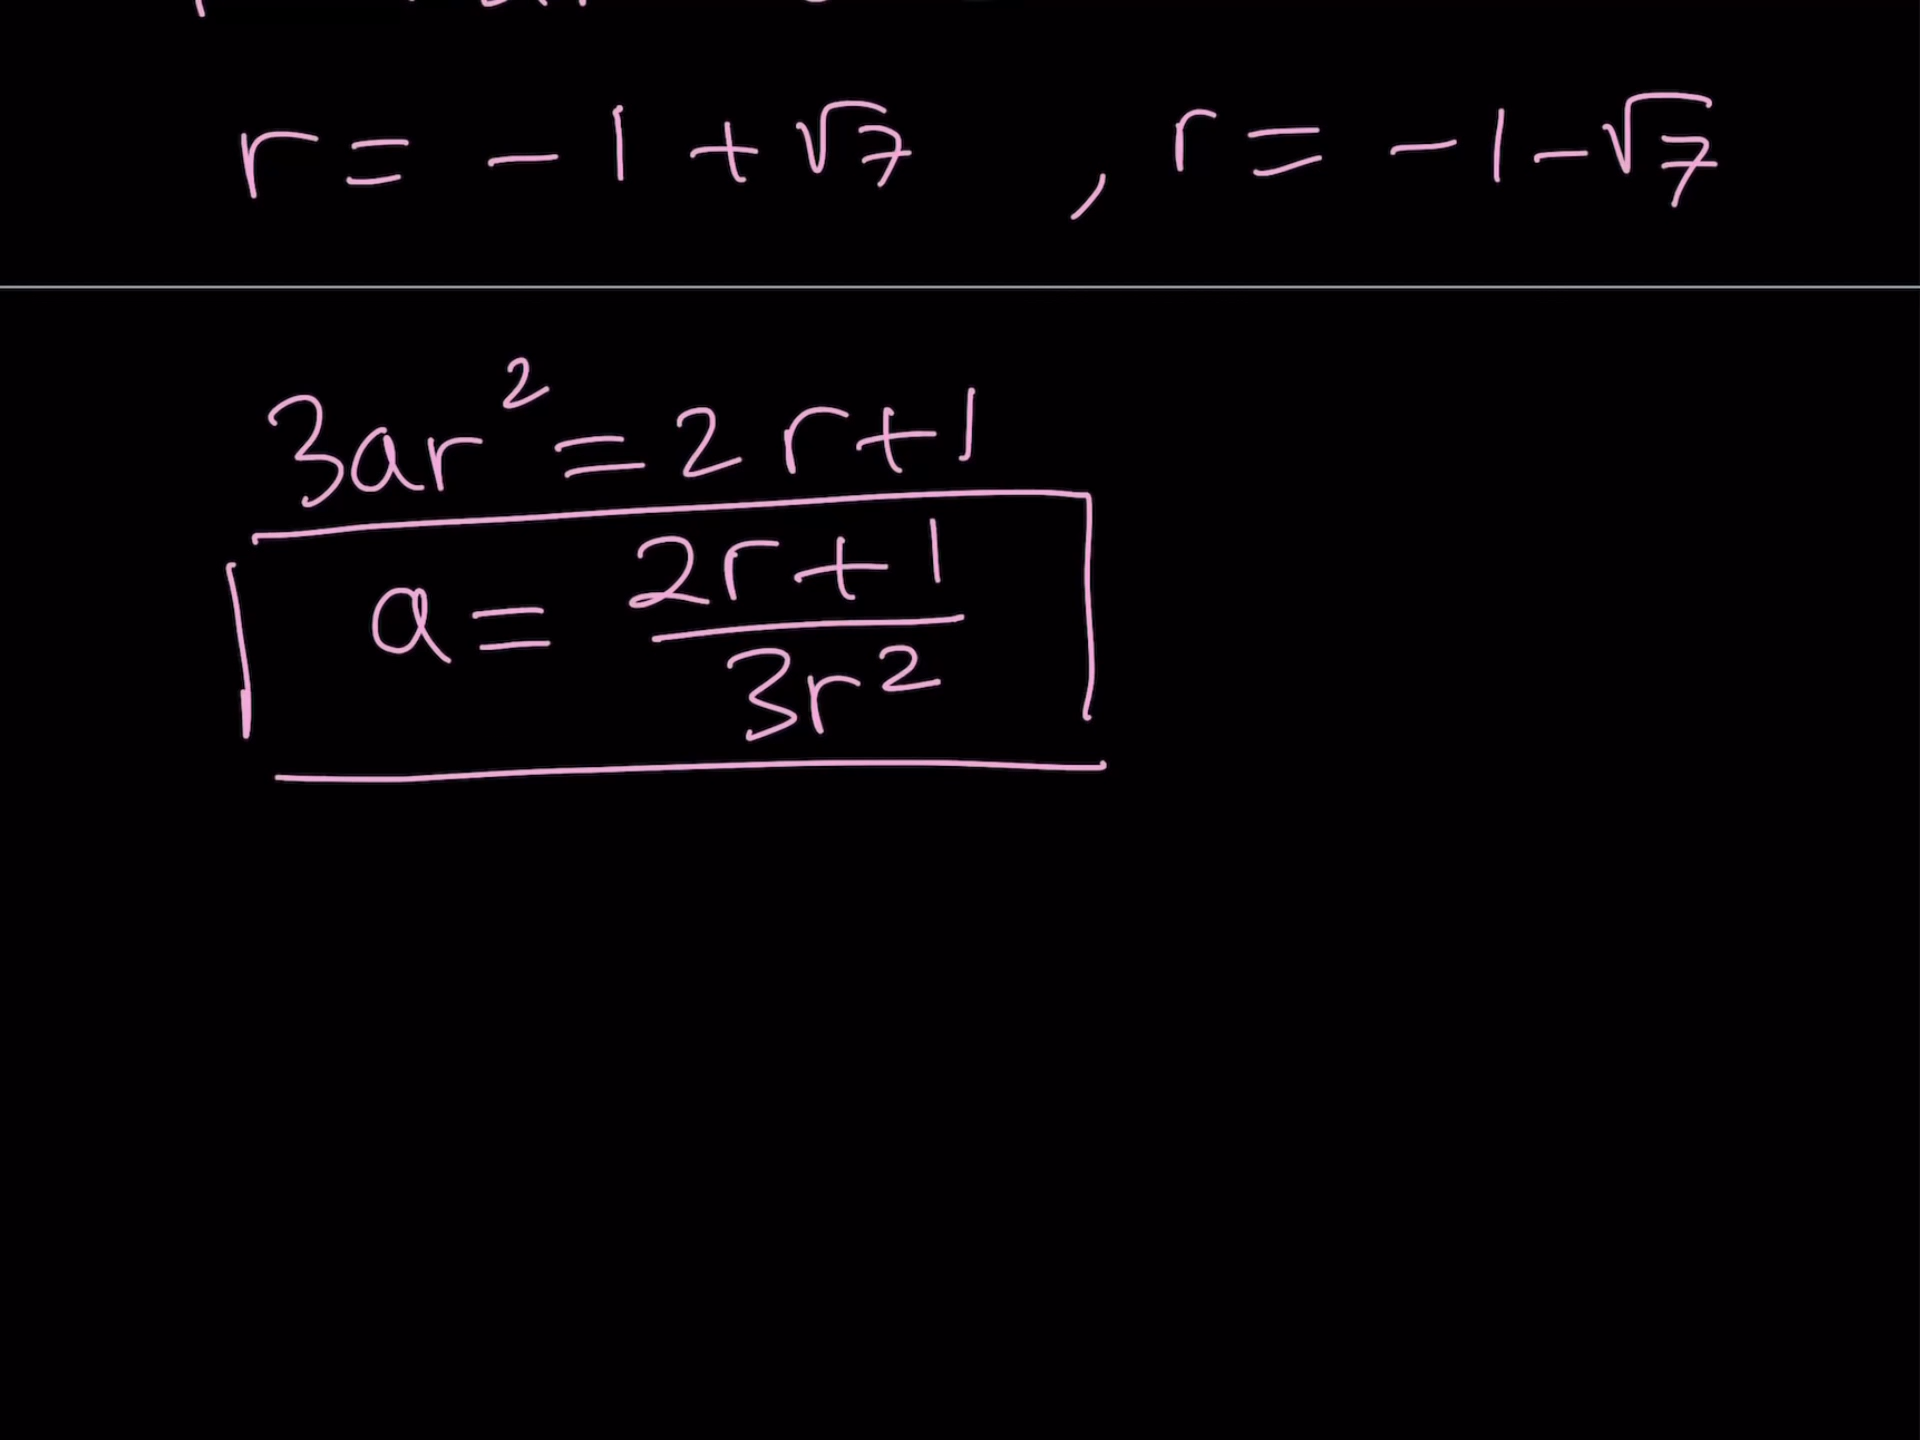 r = -1 + √7 , r = -1 - √7
3ar² = 2r + 1
a = (2r + 1)/(3r²)